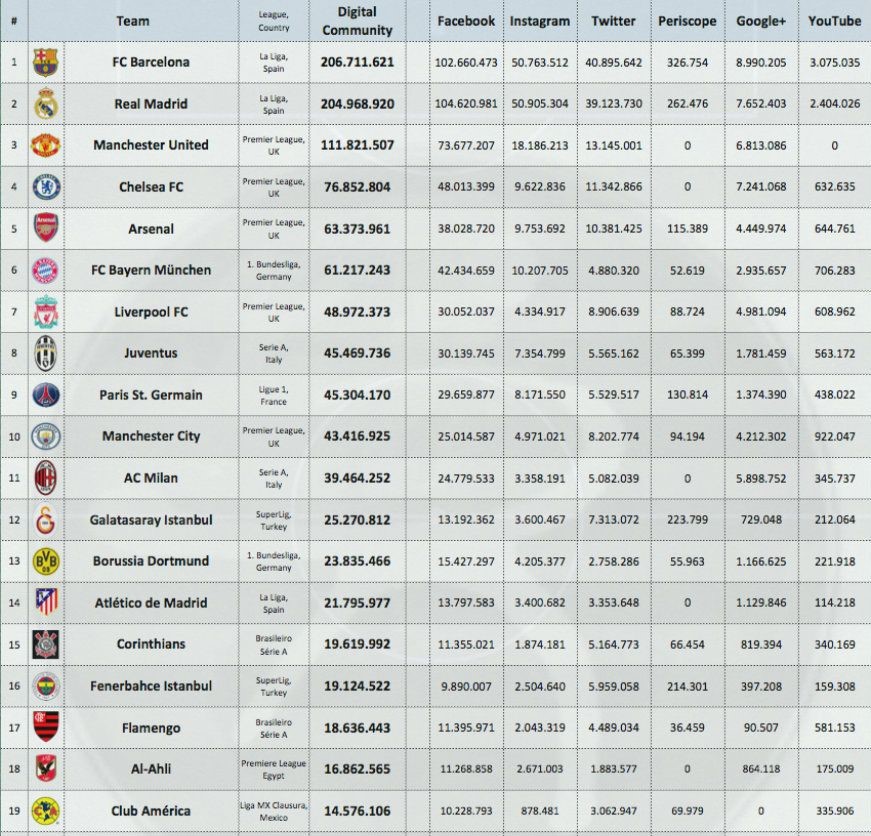 # Team League, Country Digital Community Facebook Instagram Twitter Periscope Google+ YouTube
1 FC Barcelona La Liga, Spain 206.711.621 102.660.473 50.763.512 40.895.642 326.754 8.990.205 3.075.035
2 Real Madrid La Liga, Spain 204.968.920 104.620.981 50.905.304 39.123.730 262.476 7.652.403 2.404.026
3 Manchester United Premier League, UK 111.821.507 73.677.207 18.186.213 13.145.001 0 6.813.086 0
4 Chelsea FC Premier League, UK 76.852.804 48.013.399 9.622.836 11.342.866 0 7.241.068 632.635
5 Arsenal Premier League, UK 63.373.961 38.028.720 9.753.692 10.381.425 115.389 4.449.974 644.761
6 FC Bayern München 1. Bundesliga, Germany 61.217.243 42.434.659 10.207.705 4.880.320 52.619 2.935.657 706.283
7 Liverpool FC Premier League, UK 48.972.373 30.052.037 4.334.917 8.906.639 88.724 4.981.094 608.962
8 Juventus Serie A, Italy 45.469.736 30.139.745 7.354.799 5.565.162 65.399 1.781.459 563.172
9 Paris St. Germain Ligue 1, France 45.304.170 29.659.877 8.171.550 5.529.517 130.814 1.374.390 438.022
10 Manchester City Premier League, UK 43.416.925 25.014.587 4.971.021 8.202.774 94.194 4.212.302 922.047
11 AC Milan Serie A, Italy 39.464.252 24.779.533 3.358.191 5.082.039 0 5.898.752 345.737
12 Galatasaray Istanbul SuperLig, Turkey 25.270.812 13.192.362 3.600.467 7.313.072 223.799 729.048 212.064
13 Borussia Dortmund 1. Bundesliga, Germany 23.835.466 15.427.297 4.205.377 2.758.286 55.963 1.166.625 221.918
14 Atlético de Madrid La Liga, Spain 21.795.977 13.797.583 3.400.682 3.353.648 0 1.129.846 114.218
15 Corinthians Brasileiro Série A 19.619.992 11.355.021 1.874.181 5.164.773 66.454 819.394 340.169
16 Fenerbahce Istanbul SuperLig, Turkey 19.124.522 9.890.007 2.504.640 5.959.058 214.301 397.208 159.308
17 Flamengo Brasileiro Série A 18.636.443 11.395.971 2.043.319 4.489.034 36.459 90.507 581.153
18 Al-Ahli Premiere League Egypt 16.862.565 11.268.858 2.671.003 1.883.577 0 864.118 175.009
19 Club América Liga MX Clausura, Mexico 14.576.106 10.228.793 878.481 3.062.947 69.979 0 335.906